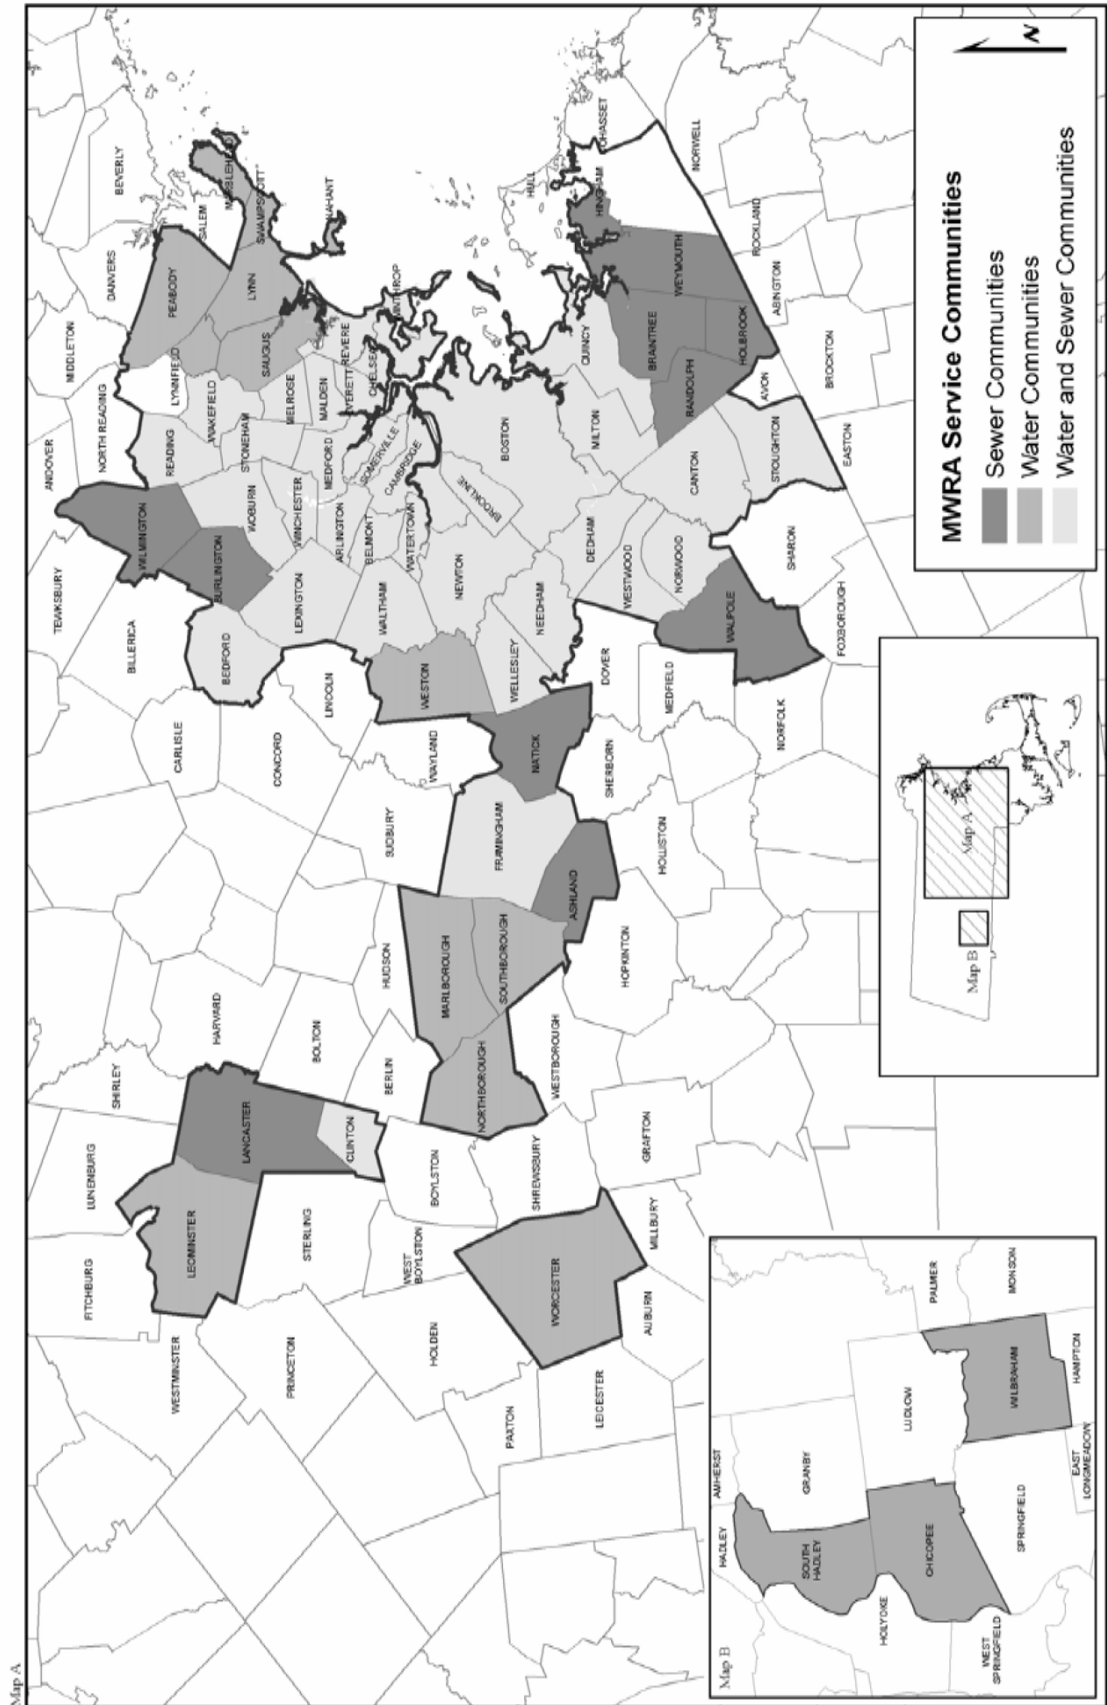 Map A
FITCHBURG
LUNENBURG
SHIRLEY
TEWKSBURY
ANDOVER
MIDDLETON
DANVERS
BEVERLY
WESTMINSTER
LEOMINSTER
LANCASTER
HARVARD
CARLISLE
BILLERICA
WILMINGTON
NORTH READING
READING
LYNNFIELD
PEABODY
SALEM
PRINCETON
STERLING
CLINTON
BOLTON
CONCORD
BEDFORD
BURLINGTON
WOBURN
STONEHAM
WAKEFIELD
SAUGUS
LYNN
SWAMPSCOTT
HOLDEN
WEST
BOYLSTON
BOYLSTON
BERLIN
HUDSON
SUDBURY
LINCOLN
LEXINGTON
WINCHESTER
MELROSE
MALDEN
MEDFORD
ARLINGTON
BELMONT
WATERTOWN
SOMERVILLE
CAMBRIDGE
CHELSEA
REVERE
WALTHAM
WAYLAND
WESTON
MARLBOROUGH
NORTHBOROUGH
SOUTHBOROUGH
FRAMINGHAM
NATICK
WELLESLEY
NEWTON
BROOKLINE
BOSTON
HULL
PAXTON
LEICESTER
WORCESTER
SHREWSBURY
WESTBOROUGH
ASHLAND
SHERBORN
DOVER
NEEDHAM
DEDHAM
MILTON
QUINCY
HINGHAM
AUBURN
MILLBURY
GRAFTON
HOPKINTON
HOLLISTON
MEDFIELD
WESTWOOD
NORWOOD
CANTON
RANDOLPH
BRAINTREE
WEYMOUTH
NORWELL
NORFOLK
WALPOLE
SHARON
STOUGHTON
AVON
HOLBROOK
ROCKLAND
ABINGTON
FOXBOROUGH
EASTON
BROCKTON
Map B
HADLEY
AMHERST
SOUTH
HADLEY
GRANBY
LUDLOW
PALMER
HOLYOKE
CHICOPEE
WILBRAHAM
MONSON
WEST
SPRINGFIELD
SPRINGFIELD
EAST
LONGMEADOW
HAMPTON
Map B
Map A
MWRA Service Communities
Sewer Communities
Water Communities
Water and Sewer Communities
N